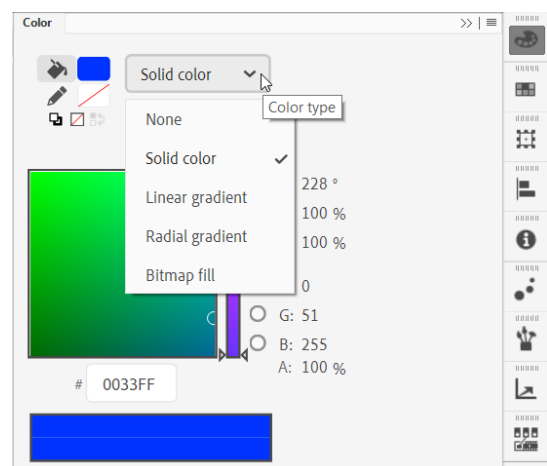 Color
Solid color
Color type
None
Solid color
Linear gradient
Radial gradient
Bitmap fill
228 °
100 %
100 %
0
G: 51
B: 255
A: 100 %
# 0033FF